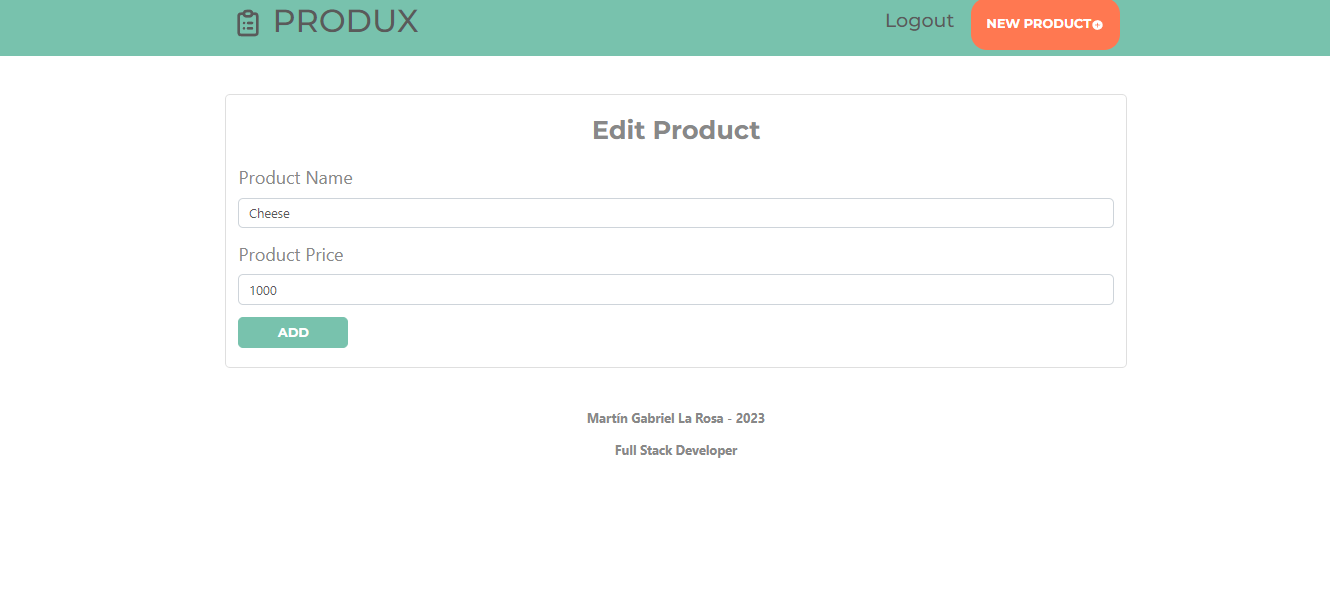 PRODUX
Logout
NEW PRODUCT
Edit Product
Product Name
Cheese
Product Price
1000
ADD
Martín Gabriel La Rosa - 2023
Full Stack Developer